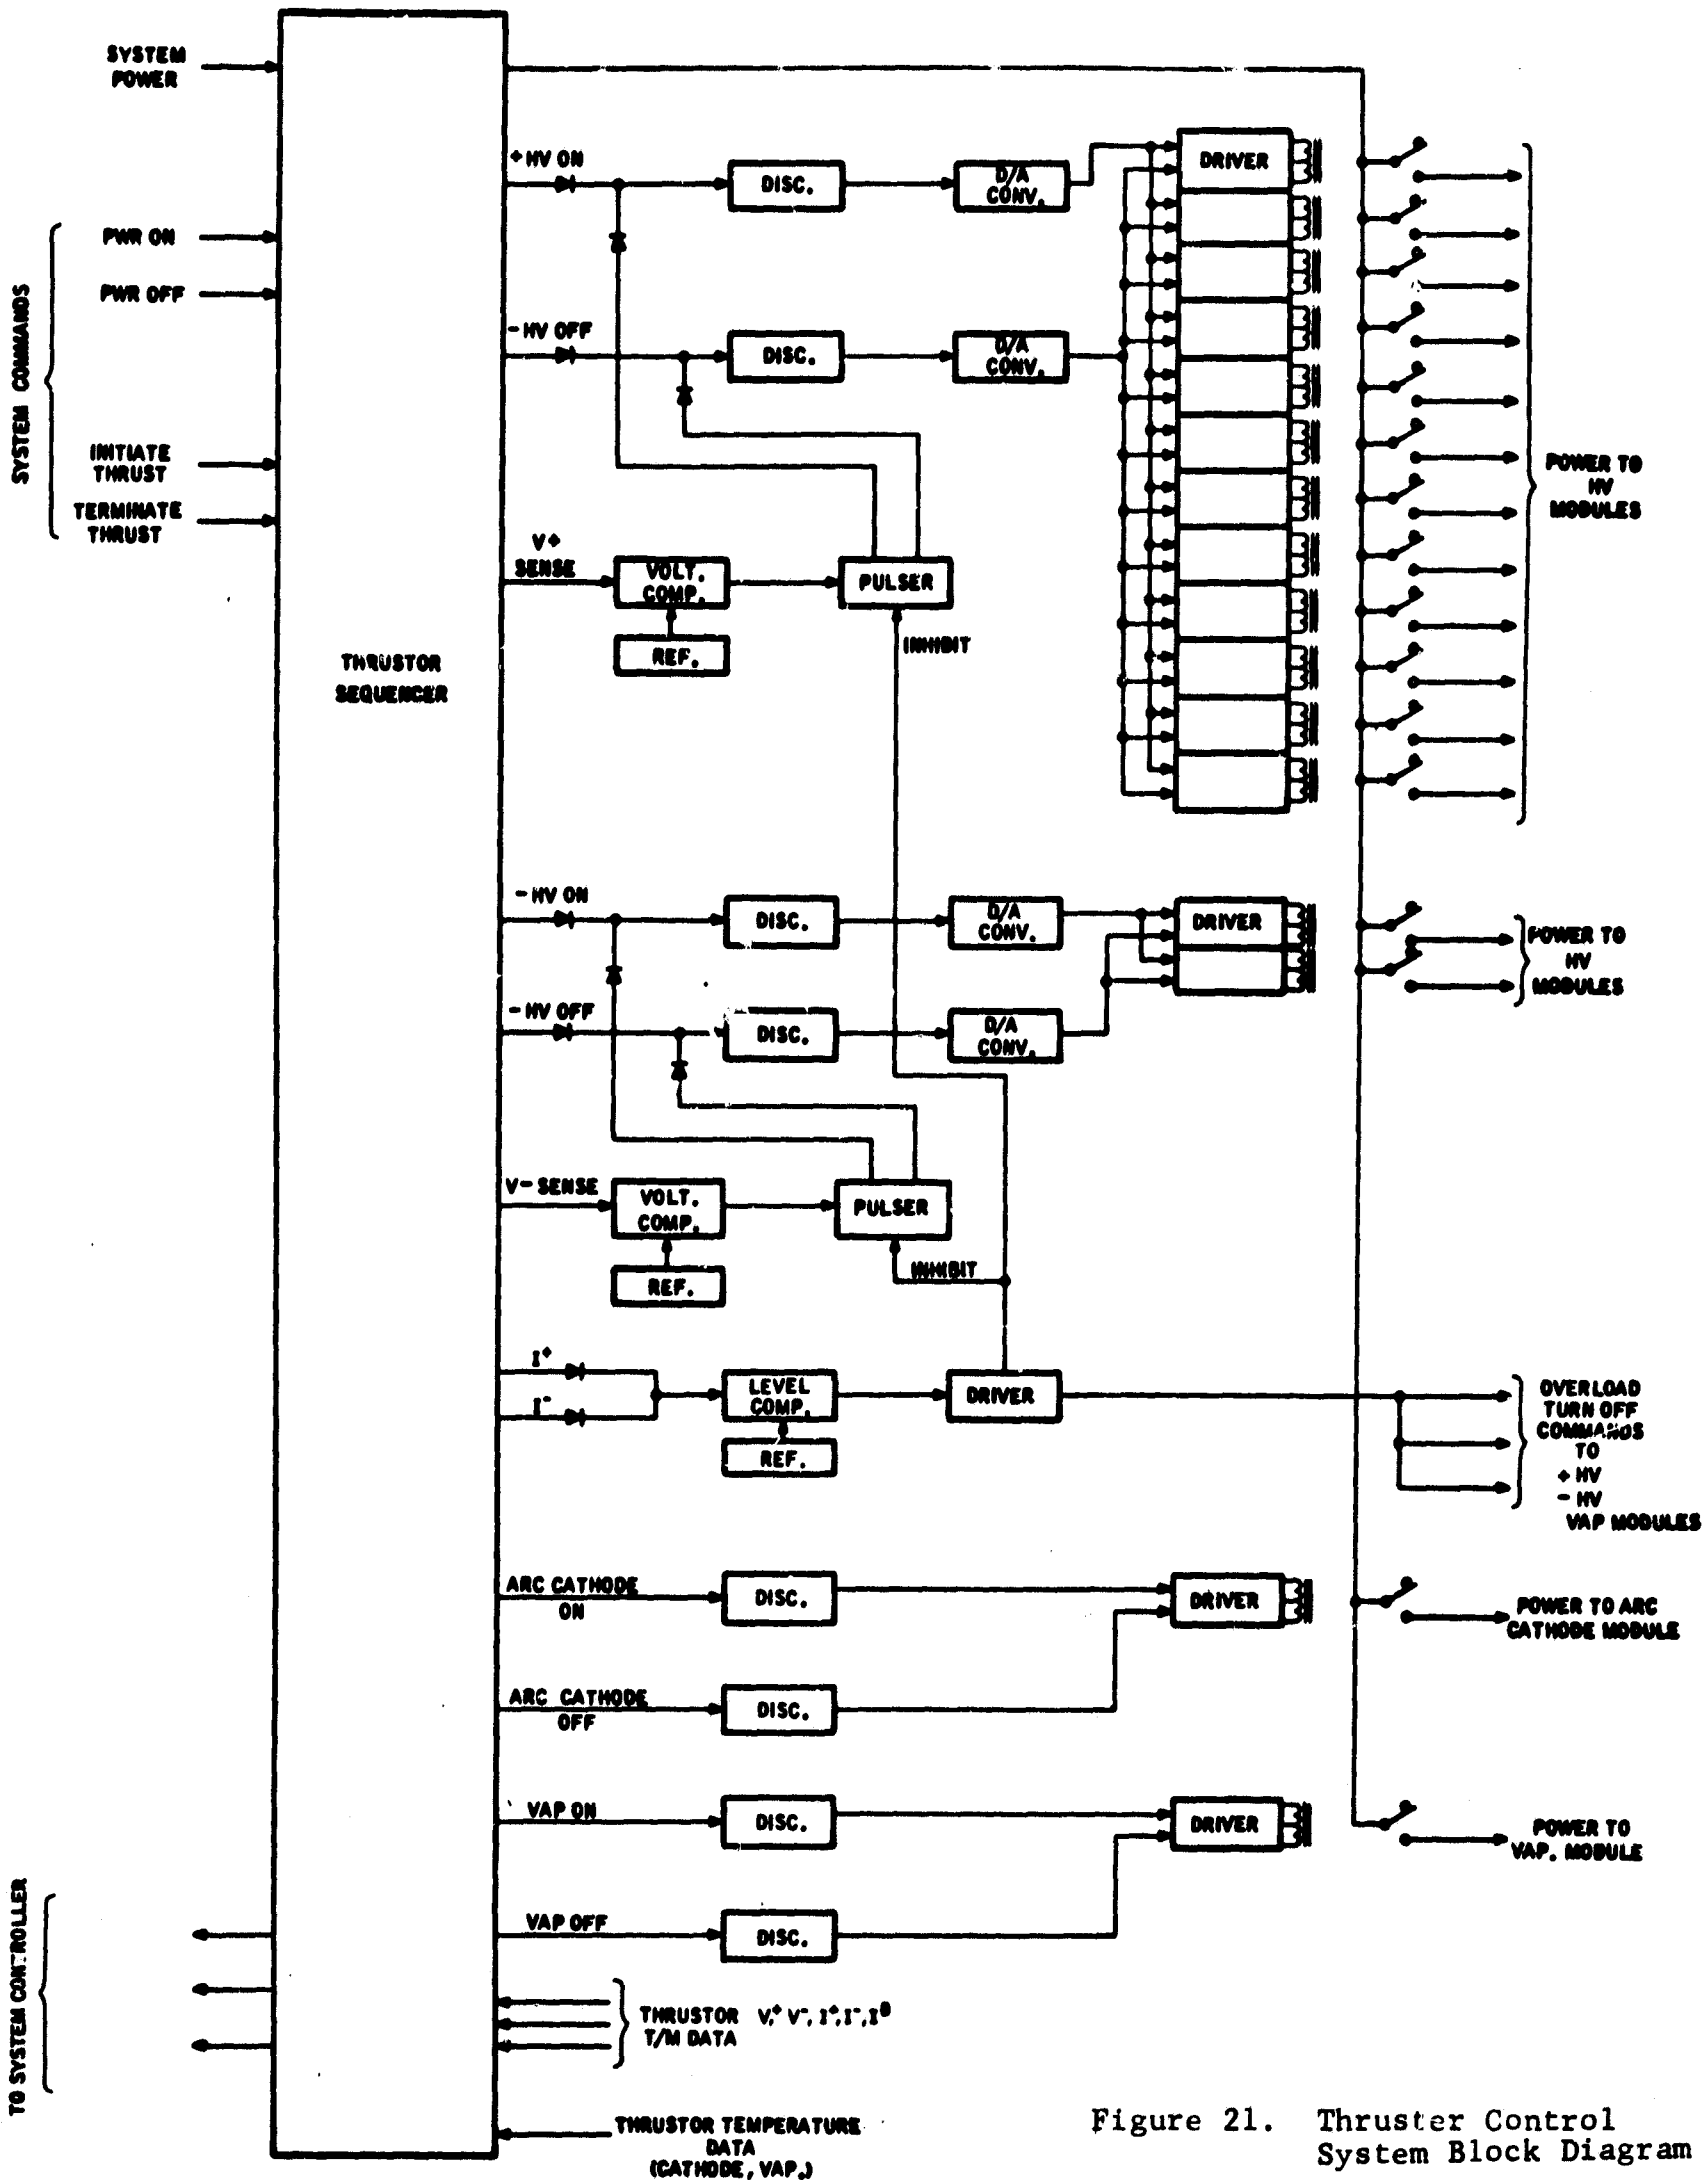 SYSTEM
POWER
SYSTEM COMMANDS
PWR ON
PWR OFF
INITIATE
THRUST
TERMINATE
THRUST
THRUSTOR
SEQUENCER
+ HV ON
DISC.
D/A
CONV.
DRIVER
- HV OFF
DISC.
D/A
CONV.
POWER TO
HV
MODULES
V+
SENSE
VOLT.
COMP.
PULSER
REF.
INHIBIT
- HV ON
DISC.
D/A
CONV.
DRIVER
POWER TO
HV
MODULES
- HV OFF
DISC.
D/A
CONV.
V- SENSE
VOLT.
COMP.
PULSER
REF.
INHIBIT
I+
I-
LEVEL
COMP.
DRIVER
REF.
OVERLOAD
TURN OFF
COMMANDS
TO
+ HV
- HV
VAP MODULES
ARC CATHODE
ON
DISC.
DRIVER
POWER TO ARC
CATHODE MODULE
ARC CATHODE
OFF
DISC.
VAP ON
DISC.
DRIVER
POWER TO
VAP. MODULE
VAP OFF
DISC.
TO SYSTEM CONTROLLER
THRUSTOR V,+ V-, I+, I-, I0
T/M DATA
THRUSTOR TEMPERATURE
DATA
(CATHODE, VAP.)
Figure 21. Thruster Control
System Block Diagram